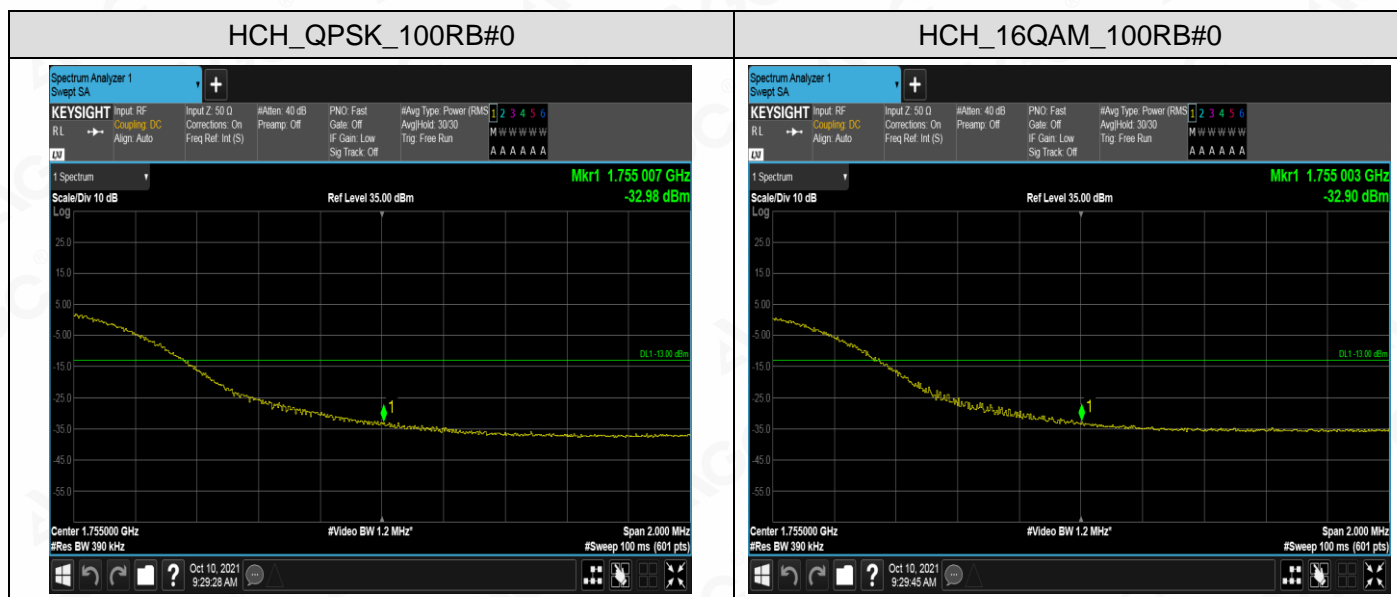 HCH_QPSK_100RB#0
Spectrum Analyzer 1
Swept SA
+
KEYSIGHT
RL
LXI
Input: RF
Coupling: DC
Align: Auto
Input Z: 50 Ω
Corrections: On
Freq Ref: Int (S)
#Atten: 40 dB
Preamp: Off
PNO: Fast
Gate: Off
IF Gain: Low
Sig Track: Off
#Avg Type: Power (RMS
Avg|Hold: 30/30
Trig: Free Run
1 2 3 4 5 6
M W W W W W
A A A A A A
1 Spectrum
Mkr1 1.755 007 GHz
Scale/Div 10 dB
Ref Level 35.00 dBm
-32.98 dBm
Log
25.0
15.0
5.00
-5.00
DL1 -13.00 dBm
-15.0
-25.0
1
-35.0
-45.0
-55.0
Center 1.755000 GHz
#Video BW 1.2 MHz*
Span 2.000 MHz
#Res BW 390 kHz
#Sweep 100 ms (601 pts)
?
Oct 10, 2021
9:29:28 AM
HCH_16QAM_100RB#0
Spectrum Analyzer 1
Swept SA
+
KEYSIGHT
RL
LXI
Input: RF
Coupling: DC
Align: Auto
Input Z: 50 Ω
Corrections: On
Freq Ref: Int (S)
#Atten: 40 dB
Preamp: Off
PNO: Fast
Gate: Off
IF Gain: Low
Sig Track: Off
#Avg Type: Power (RMS
Avg|Hold: 30/30
Trig: Free Run
1 2 3 4 5 6
M W W W W W
A A A A A A
1 Spectrum
Mkr1 1.755 003 GHz
Scale/Div 10 dB
Ref Level 35.00 dBm
-32.90 dBm
Log
25.0
15.0
5.00
-5.00
DL1 -13.00 dBm
-15.0
-25.0
1
-35.0
-45.0
-55.0
Center 1.755000 GHz
#Video BW 1.2 MHz*
Span 2.000 MHz
#Res BW 390 kHz
#Sweep 100 ms (601 pts)
?
Oct 10, 2021
9:29:45 AM